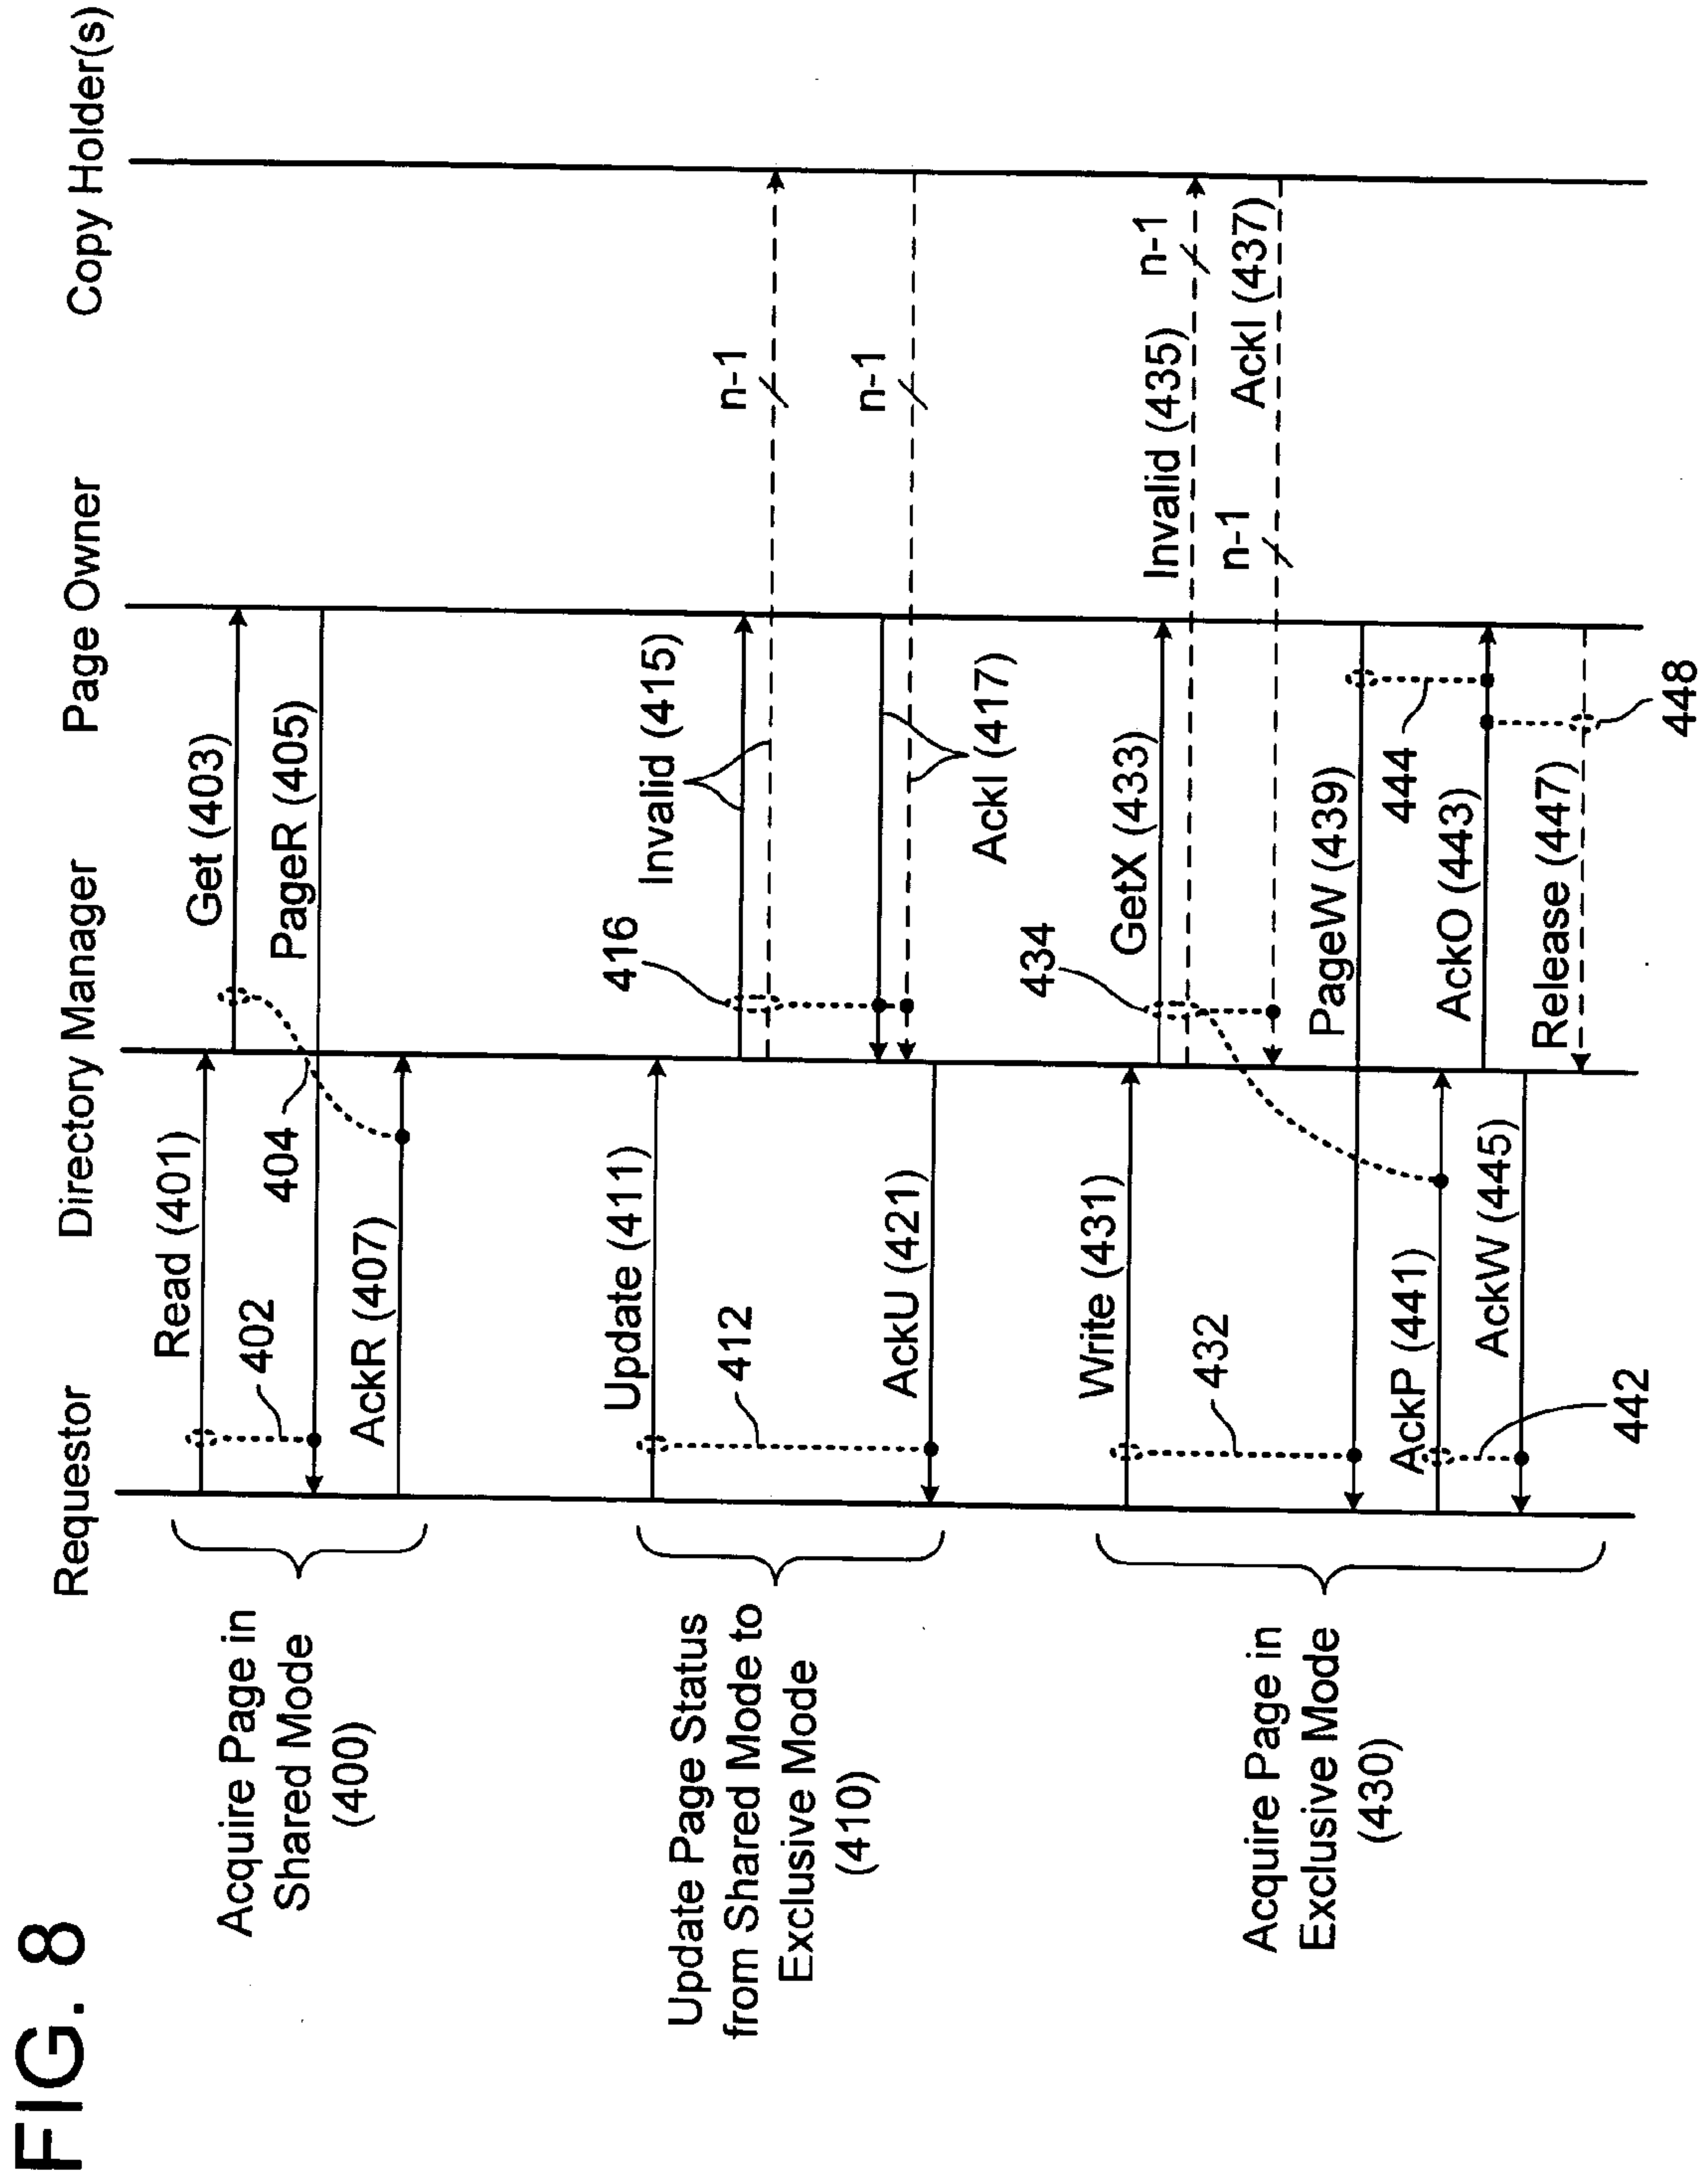 FIG. 8
Requestor
Directory Manager
Page Owner
Copy Holder(s)
Acquire Page in
Shared Mode
(400)
Read (401)
402
Get (403)
404
PageR (405)
AckR (407)
Update Page Status
from Shared Mode to
Exclusive Mode
(410)
Update (411)
412
416
Invalid (415)
n-1
n-1
AckU (421)
AckI (417)
Acquire Page in
Exclusive Mode
(430)
Write (431)
432
434
GetX (433)
Invalid (435)
n-1
n-1
AckI (437)
PageW (439)
444
AckP (441)
442
AckO (443)
AckW (445)
Release (447)
448